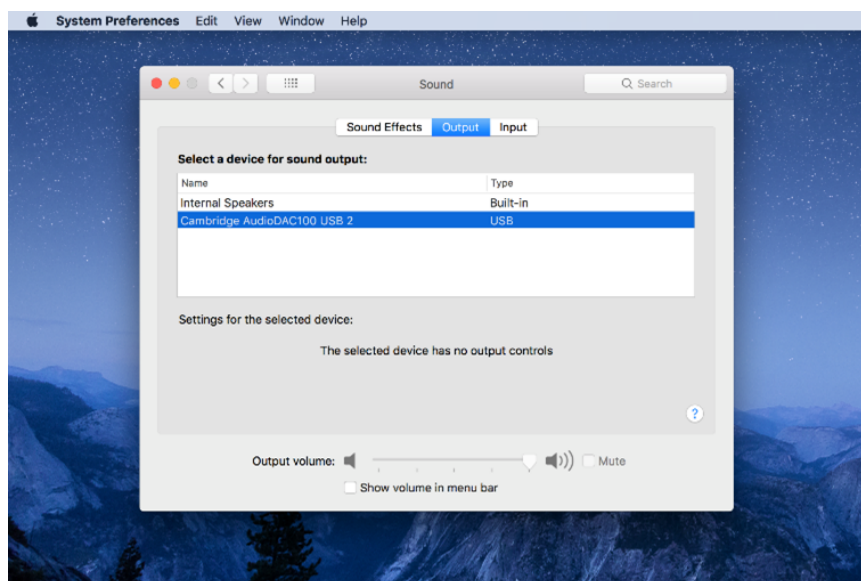 System Preferences Edit View Window Help
Sound
Search
Sound Effects Output Input
Select a device for sound output:
Name Type
Internal Speakers Built-in
Cambridge AudioDAC100 USB 2 USB
Settings for the selected device:
The selected device has no output controls
?
Output volume: Mute
Show volume in menu bar